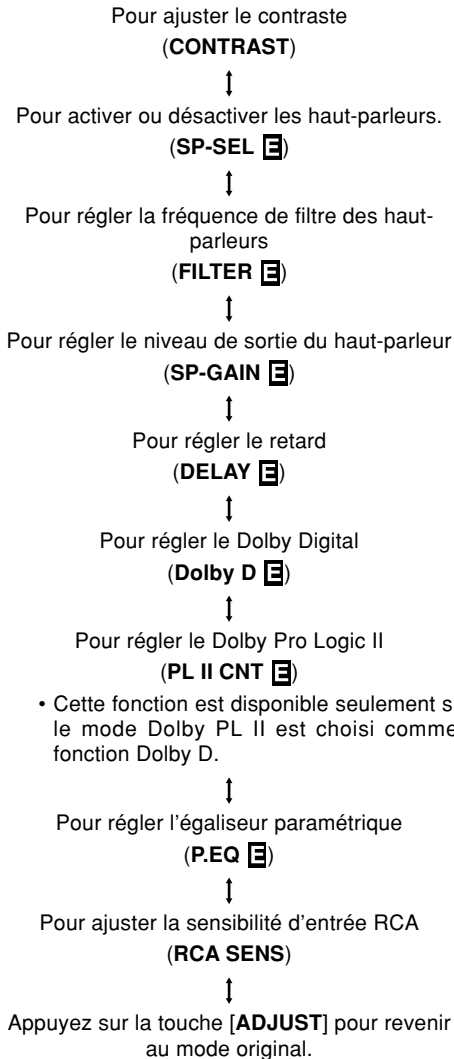 Pour ajuster le contraste
(CONTRAST)
Pour activer ou désactiver les haut-parleurs.
(SP-SEL E)
Pour régler la fréquence de filtre des haut-
parleurs
(FILTER E)
Pour régler le niveau de sortie du haut-parleur
(SP-GAIN E)
Pour régler le retard
(DELAY E)
Pour régler le Dolby Digital
(Dolby D E)
Pour régler le Dolby Pro Logic II
(PL II CNT E)
• Cette fonction est disponible seulement s
le mode Dolby PL II est choisi comme
fonction Dolby D.
Pour régler l'égaliseur paramétrique
(P.EQ E)
Pour ajuster la sensibilité d'entrée RCA
(RCA SENS)
Appuyez sur la touche [ADJUST] pour revenir
au mode original.